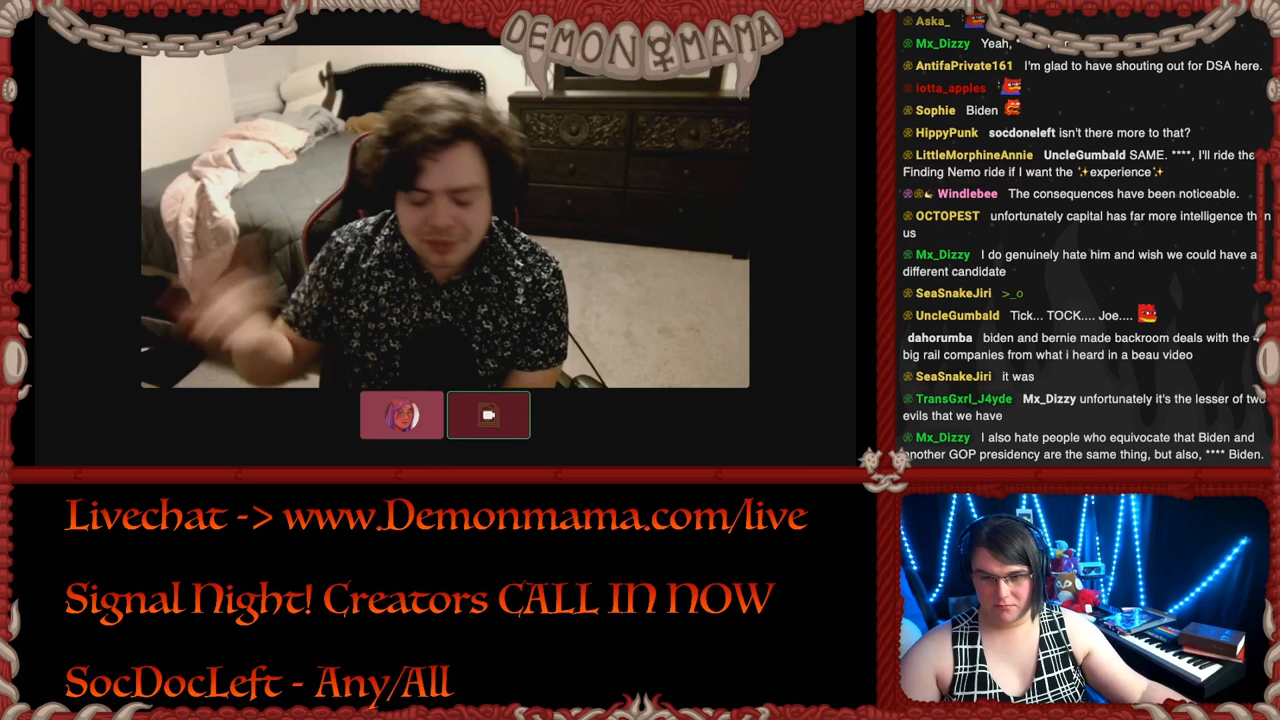 DEMON MAMA
Aska_
Mx_Dizzy Yeah,
AntifaPrivate161 I'm glad to have shouting out for DSA here.
lotta_apples
Sophie Biden
HippyPunk socdoneleft isn't there more to that?
LittleMorphineAnnie UncleGumbald SAME. ****, I'll ride the
Finding Nemo ride if I want the ✨experience✨
Windlebee The consequences have been noticeable.
OCTOPEST unfortunately capital has far more intelligence than
us
Mx_Dizzy I do genuinely hate him and wish we could have a
different candidate
SeaSnakeJiri >_o
UncleGumbald Tick... TOCK.... Joe....
dahorumba biden and bernie made backroom deals with the 4
big rail companies from what i heard in a beau video
SeaSnakeJiri it was
TransGxrl_J4yde Mx_Dizzy unfortunately it's the lesser of two
evils that we have
Mx_Dizzy I also hate people who equivocate that Biden and
another GOP presidency are the same thing, but also, **** Biden.
Livechat -> www.Demonmama.com/live
Signal Night! Creators CALL IN NOW
SocDocLeft - Any/All